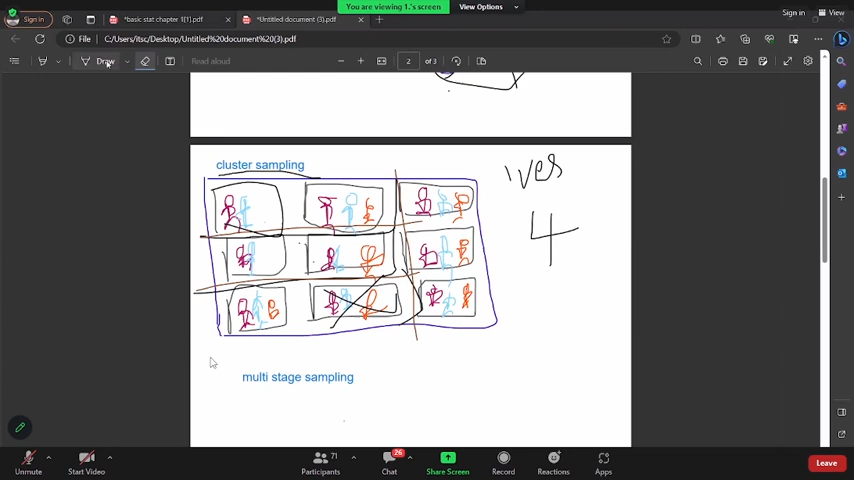 You are viewing 1.'s screen
View Options
Sign in
*basic stat chapter 1[1].pdf
*Untitled document (3).pdf
Sign in
View
File
C:/Users/itsc/Desktop/Untitled%20document%20(3).pdf
Draw
Read aloud
2
of 3
cluster sampling
4
multi stage sampling
71
26
Unmute
Start Video
Participants
Chat
Share Screen
Record
Reactions
Apps
Leave